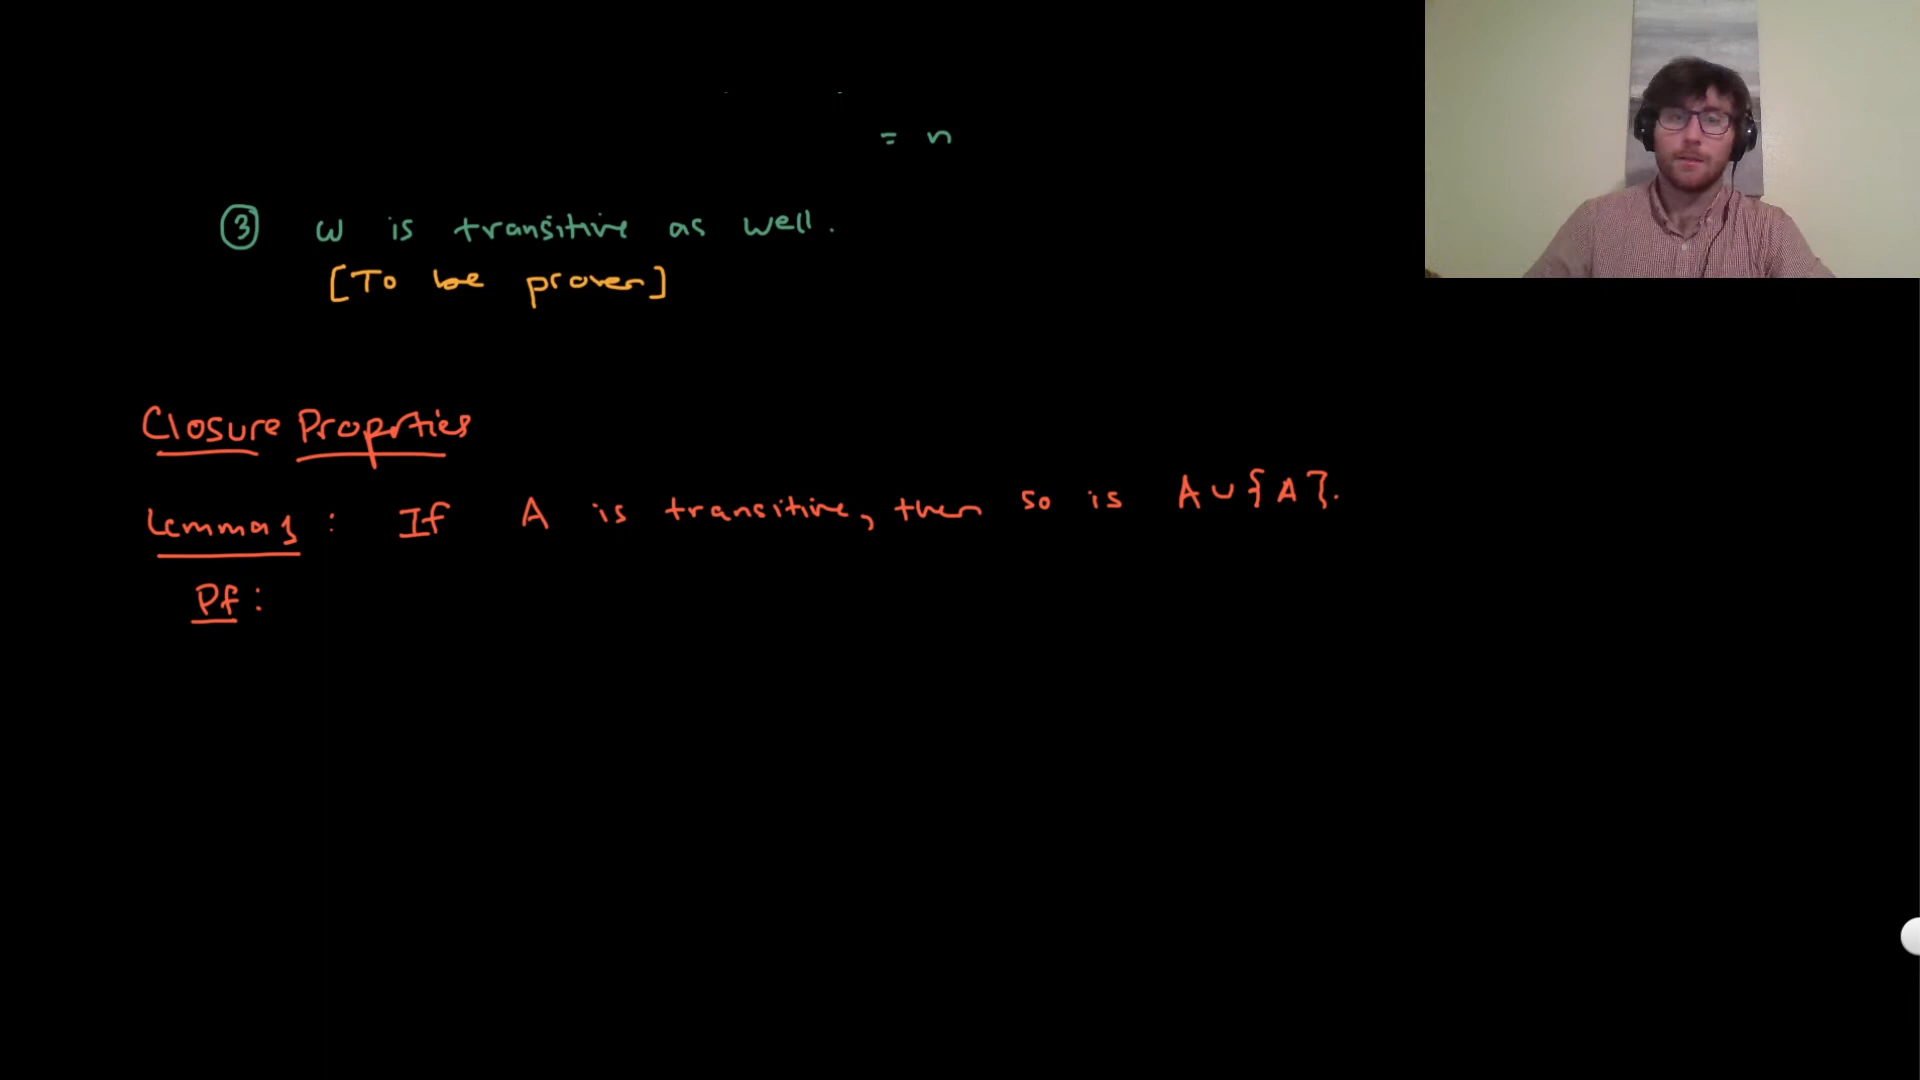 = n
③ ω is transitive as well.
[To be proven]
Closure Properties
Lemma 1: If A is transitive, then so is A∪{A}.
Pf: